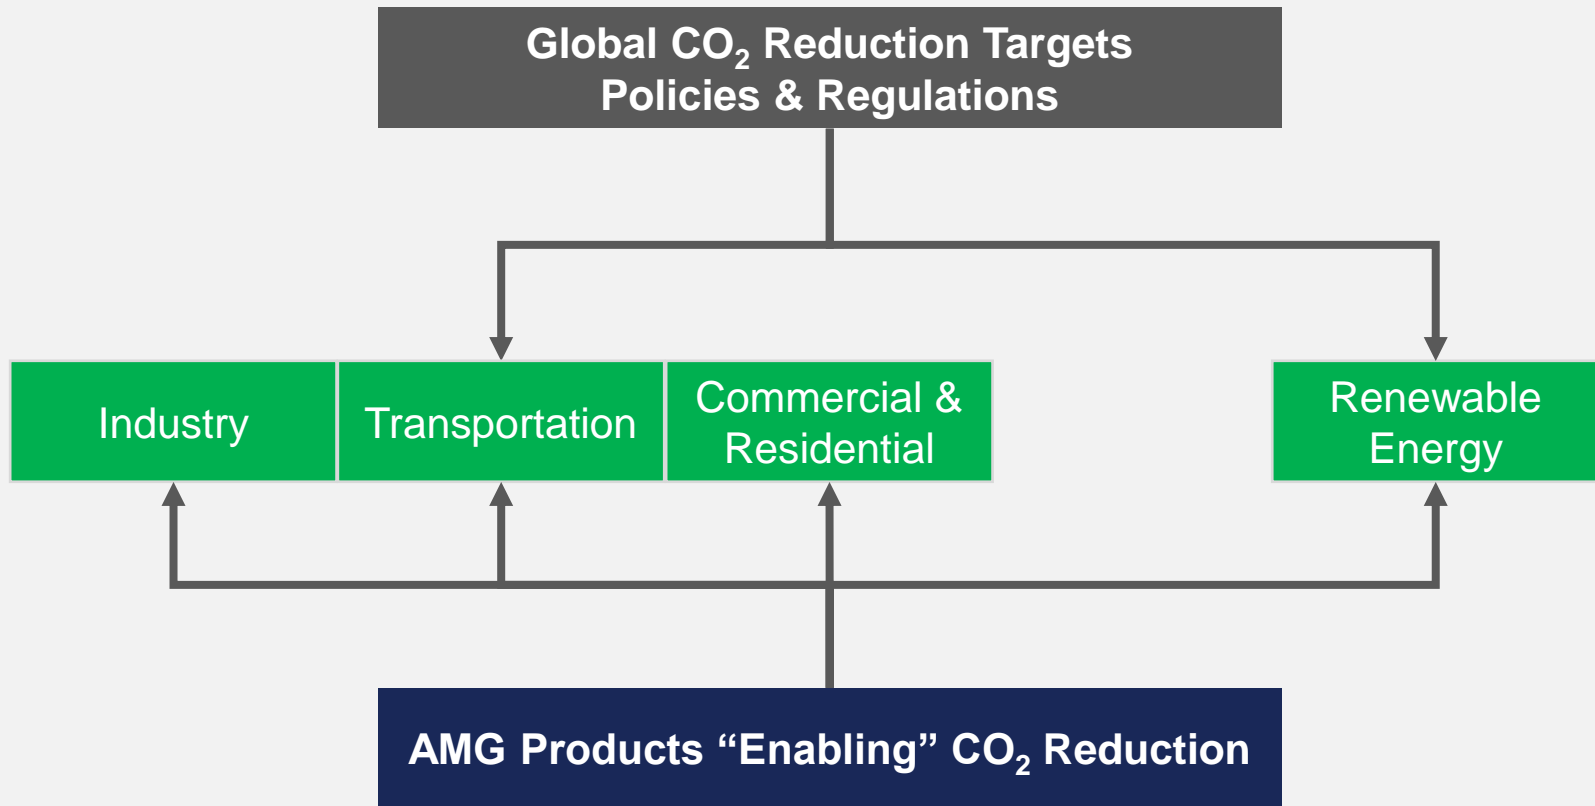 Global CO₂ Reduction Targets
Policies & Regulations
Industry
Transportation
Commercial &
Residential
Renewable
Energy
AMG Products “Enabling” CO₂ Reduction